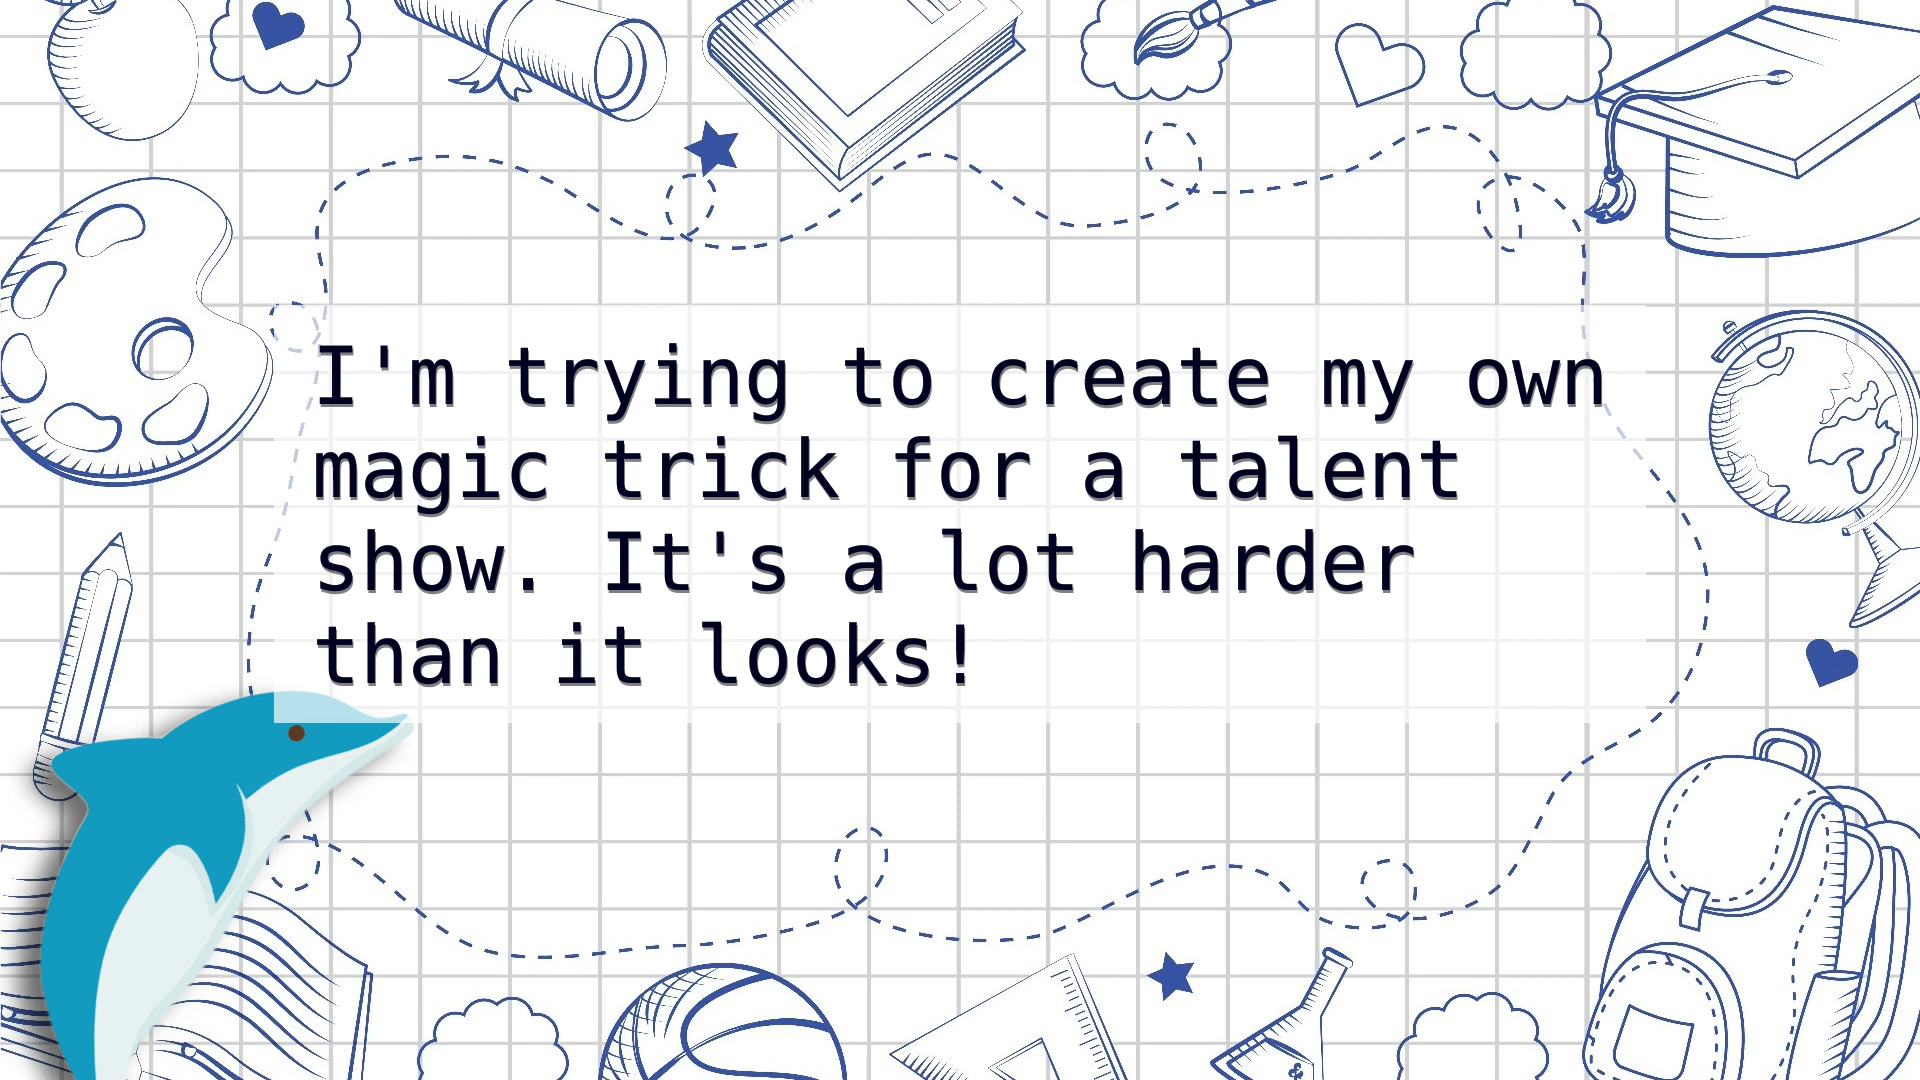 I'm trying to create my own
magic trick for a talent
show. It's a lot harder
than it looks!